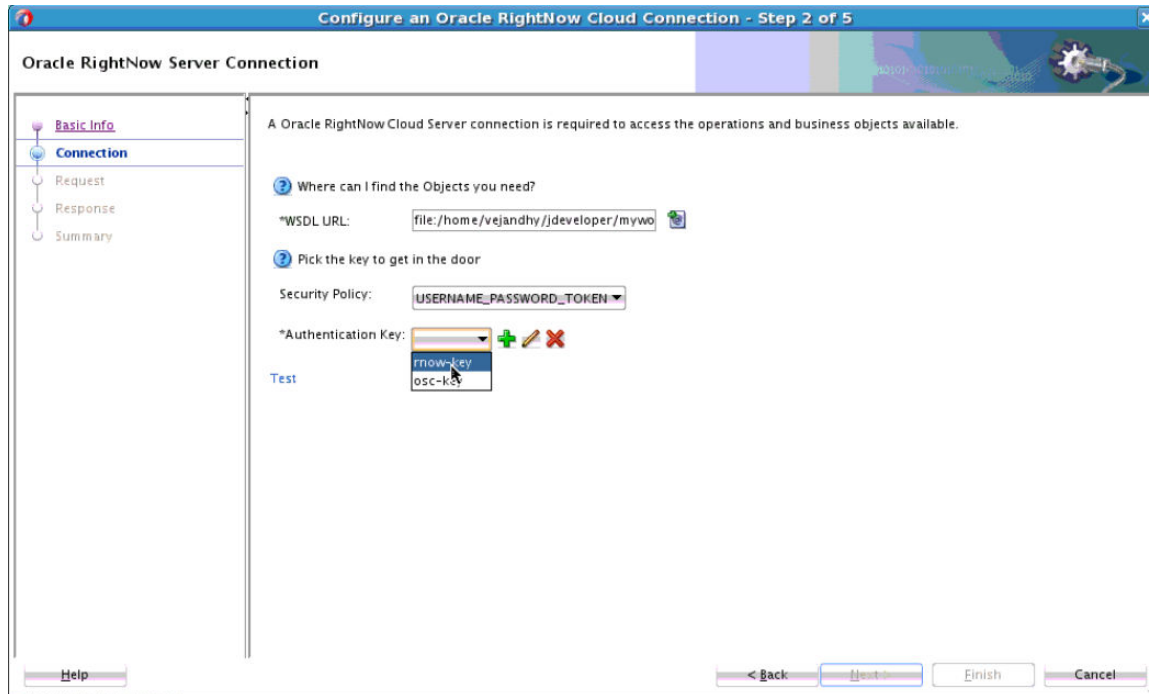 Configure an Oracle RightNow Cloud Connection - Step 2 of 5
Oracle RightNow Server Connection
Basic Info
Connection
Request
Response
Summary
A Oracle RightNow Cloud Server connection is required to access the operations and business objects available.
Where can I find the Objects you need?
*WSDL URL: file:/home/vejandhy/jdeveloper/mywo
Pick the key to get in the door
Security Policy: USERNAME_PASSWORD_TOKEN
*Authentication Key:
rnow-key
osc-key
Test
Help
< Back
Next >
Finish
Cancel